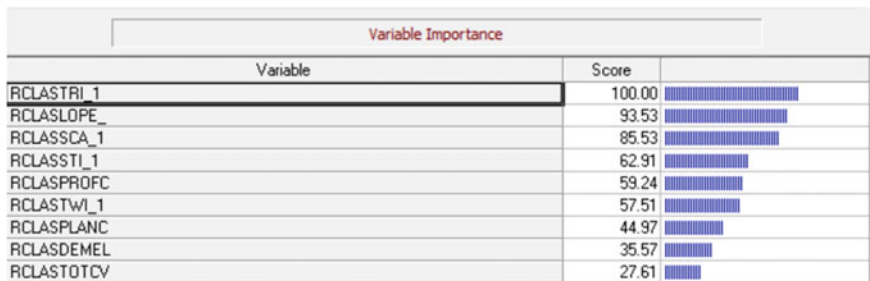 Variable Importance
Variable Score
RCLASTRI_1 100.00
RCLASLOPE_ 93.53
RCLASSCA_1 85.53
RCLASSTI_1 62.91
RCLASPROFC 59.24
RCLASTWI_1 57.51
RCLASPLANC 44.97
RCLASDEMEL 35.57
RCLASTOTCV 27.61